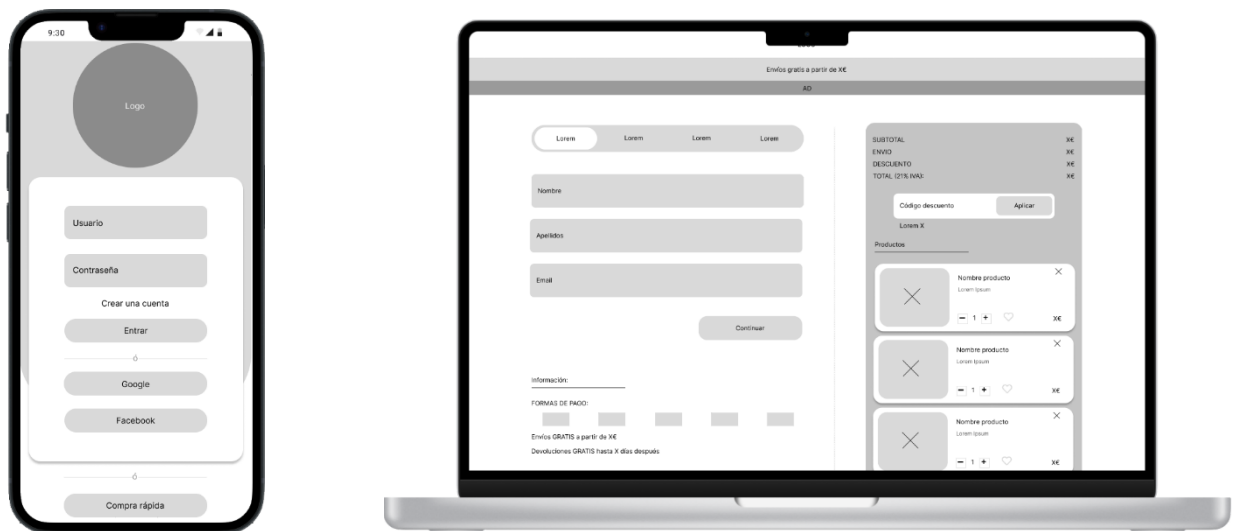 9:30
Logo
Usuario
Contraseña
Crear una cuenta
Entrar
ó
Google
Facebook
ó
Compra rápida
Envíos gratis a partir de X€
AD
Lorem Lorem Lorem Lorem
Nombre
Apellidos
Email
Continuar
Información:
FORMAS DE PAGO:
Envíos GRATIS a partir de X€
Devoluciones GRATIS hasta X días después
SUBTOTAL X€
ENVIO X€
DESCUENTO X€
TOTAL (21% IVA): X€
Código descuento Aplicar
Lorem X
Productos
Nombre producto
Lorem Ipsum
1 X€
Nombre producto
Lorem Ipsum
1 X€
Nombre producto
Lorem Ipsum
1 X€